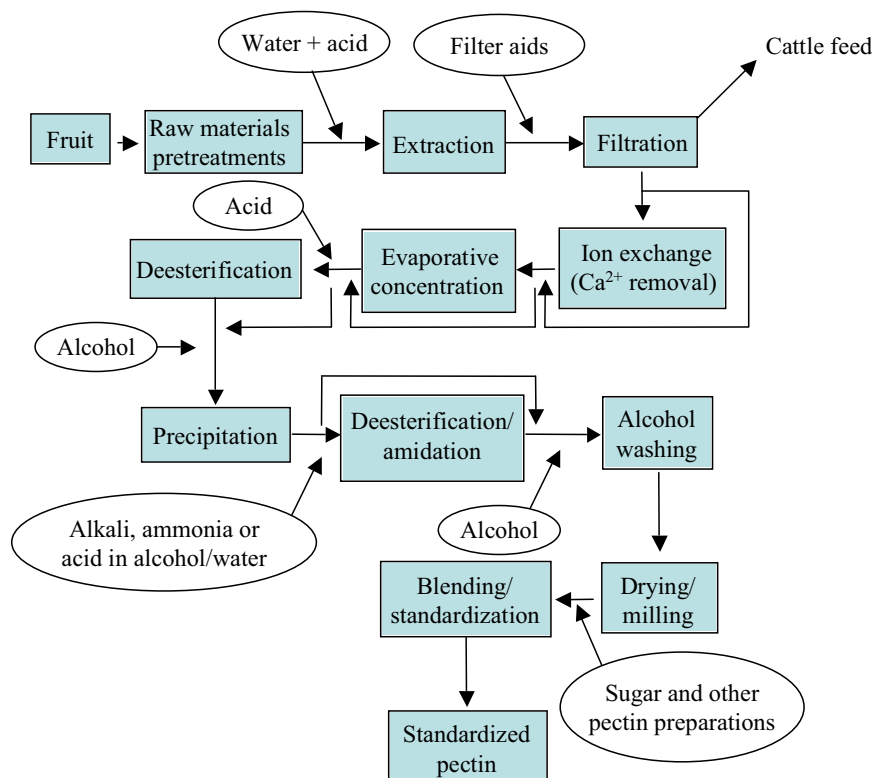 Water + acid
Filter aids
Cattle feed
Fruit
Raw materials
pretreatments
Extraction
Filtration
Acid
Deesterification
Evaporative
concentration
Ion exchange
(Ca²⁺ removal)
Alcohol
Precipitation
Deesterification/
amidation
Alcohol
washing
Alkali, ammonia or
acid in alcohol/water
Alcohol
Blending/
standardization
Drying/
milling
Sugar and other
pectin preparations
Standardized
pectin